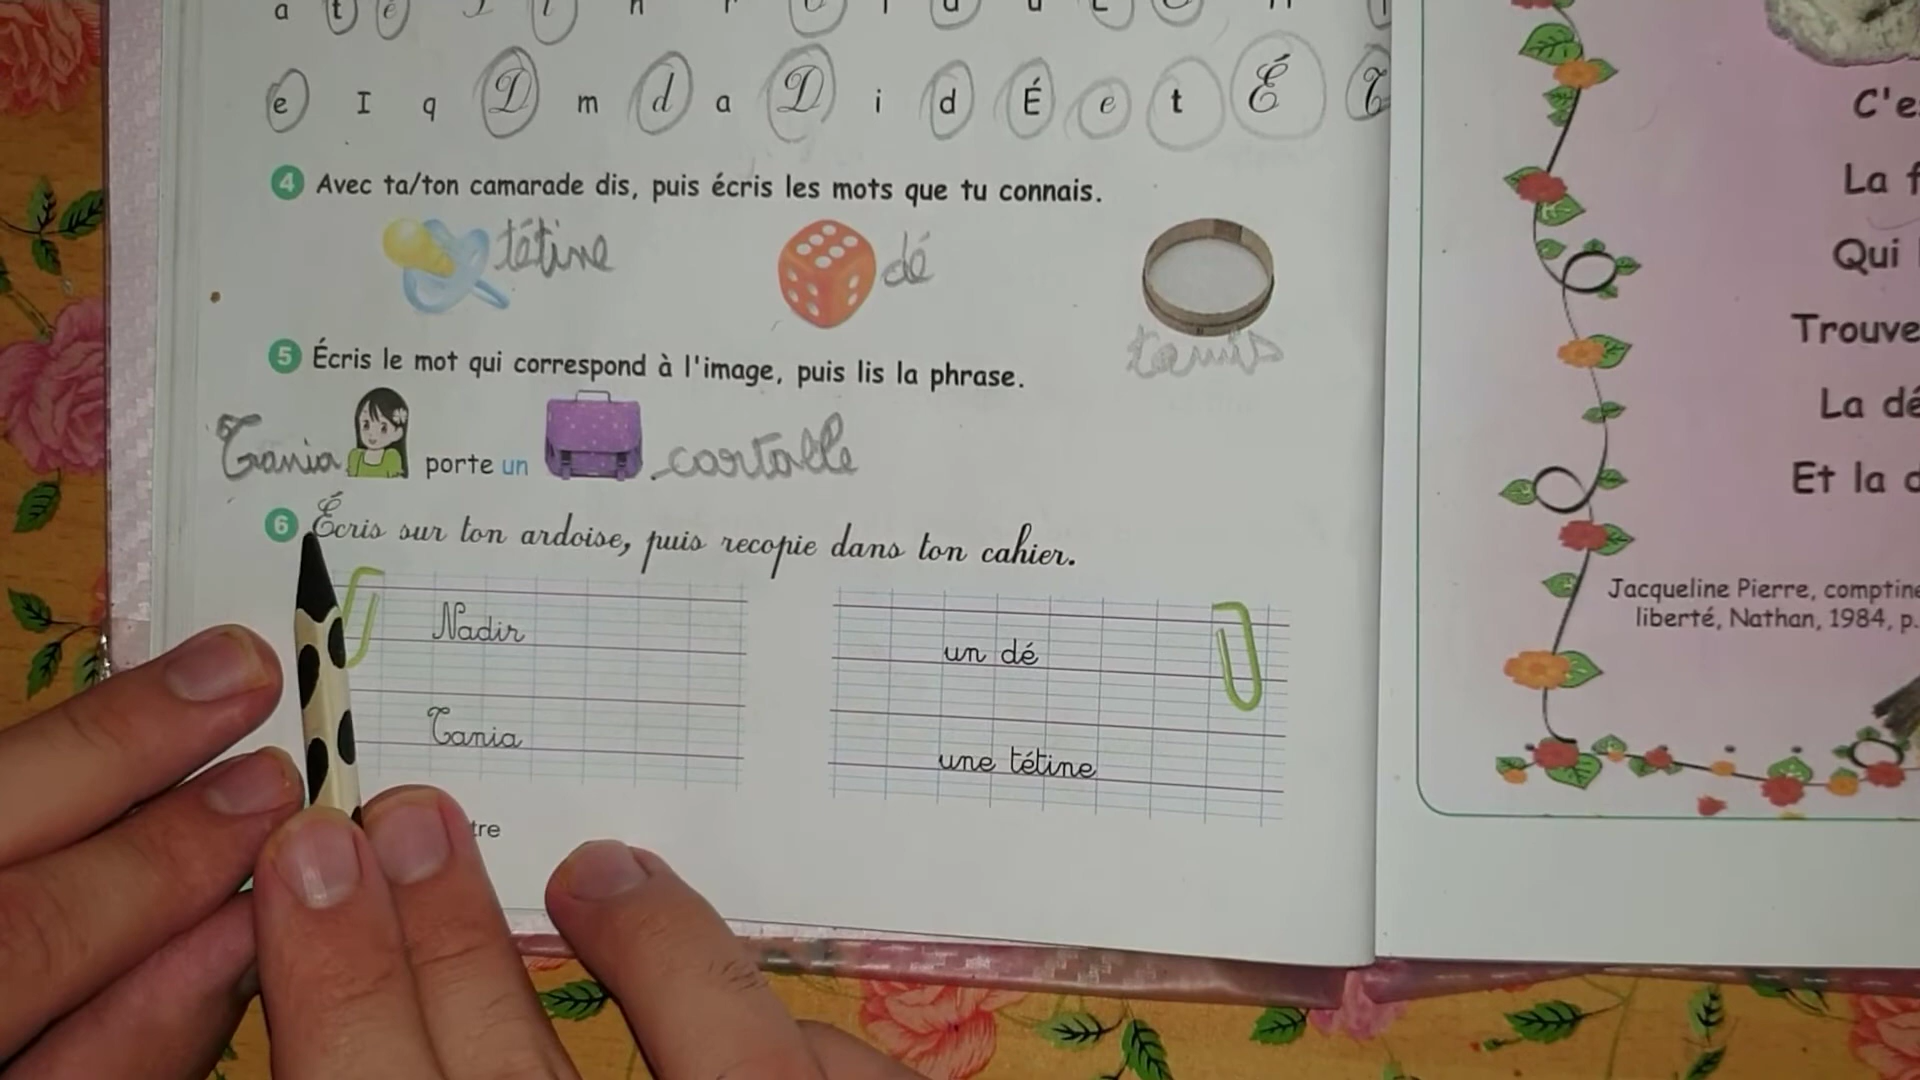 e I q D m d a D i d É e t É T
4 Avec ta/ton camarade dis, puis écris les mots que tu connais.
tétine dé
tamis
5 Écris le mot qui correspond à l'image, puis lis la phrase.
Tania porte un cartable
6 Écris sur ton ardoise, puis recopie dans ton cahier.
Nadir
un dé
Tania
une tétine
tre
C'e
La f
Qui
Trouve
La dé
Et la d
Jacqueline Pierre, comptine
liberté, Nathan, 1984, p.